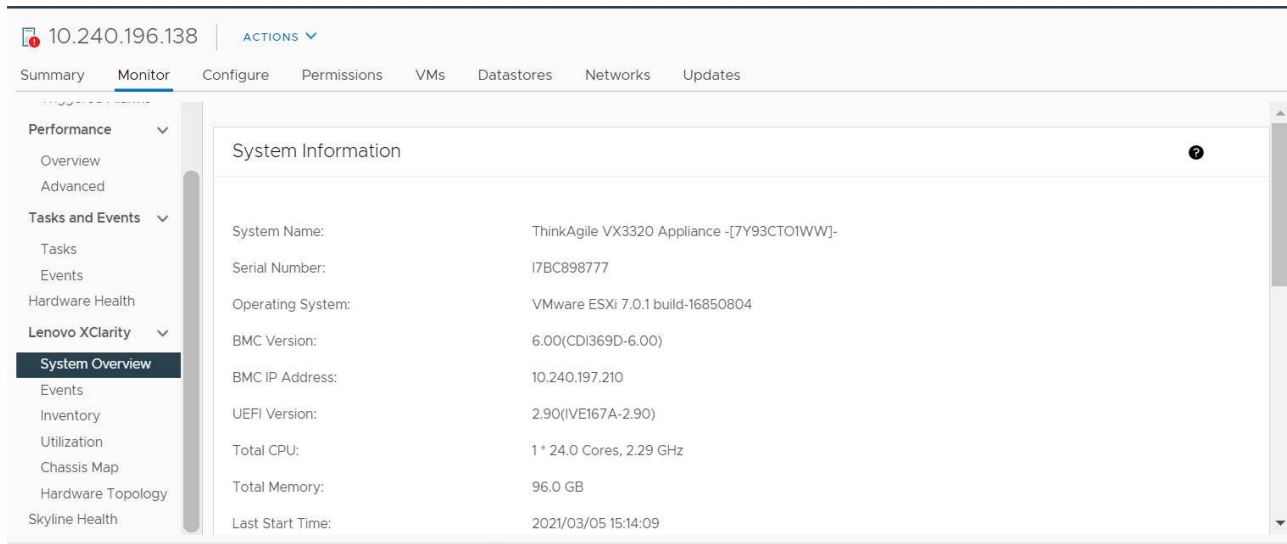 10.240.196.138 ACTIONS
Summary Monitor Configure Permissions VMs Datastores Networks Updates
Performance
Overview
Advanced
Tasks and Events
Tasks
Events
Hardware Health
Lenovo XClarity
System Overview
Events
Inventory
Utilization
Chassis Map
Hardware Topology
Skyline Health
System Information
System Name: ThinkAgile VX3320 Appliance -[7Y93CTO1WW]-
Serial Number: I7BC898777
Operating System: VMware ESXi 7.0.1 build-16850804
BMC Version: 6.00(CDI369D-6.00)
BMC IP Address: 10.240.197.210
UEFI Version: 2.90(IVE167A-2.90)
Total CPU: 1 * 24.0 Cores, 2.29 GHz
Total Memory: 96.0 GB
Last Start Time: 2021/03/05 15:14:09